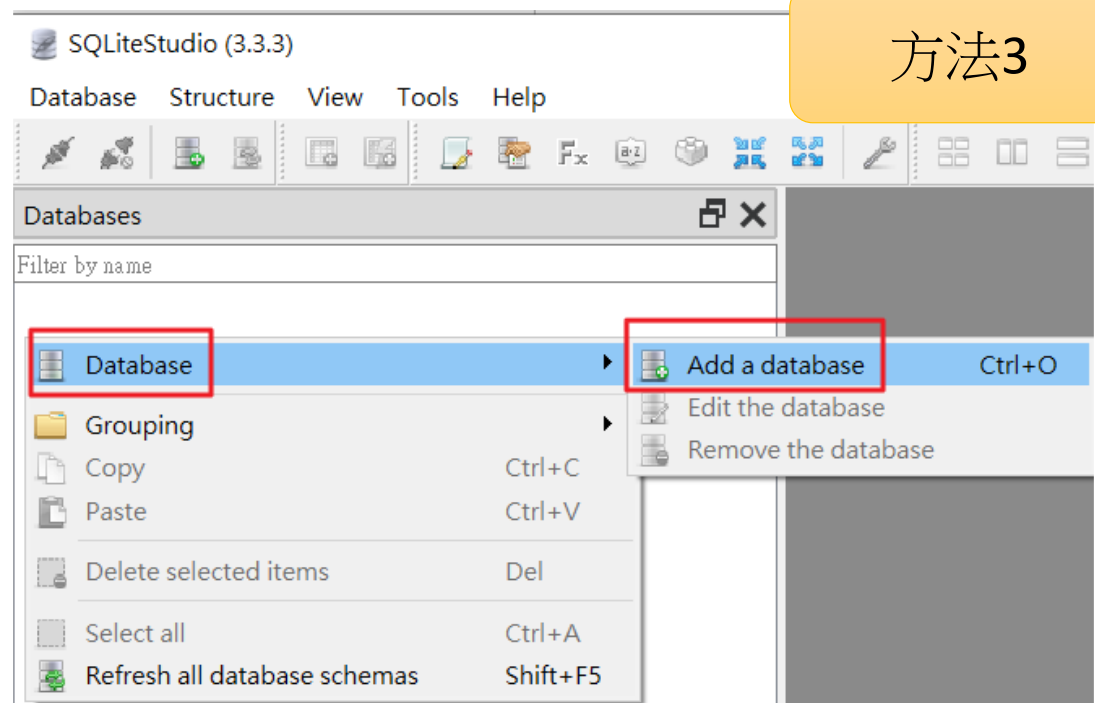 SQLiteStudio (3.3.3)
方法3
Database Structure View Tools Help
Fx a·z
Databases
Filter by name
Database
Add a database Ctrl+O
Edit the database
Remove the database
Grouping
Copy Ctrl+C
Paste Ctrl+V
Delete selected items Del
Select all Ctrl+A
Refresh all database schemas Shift+F5